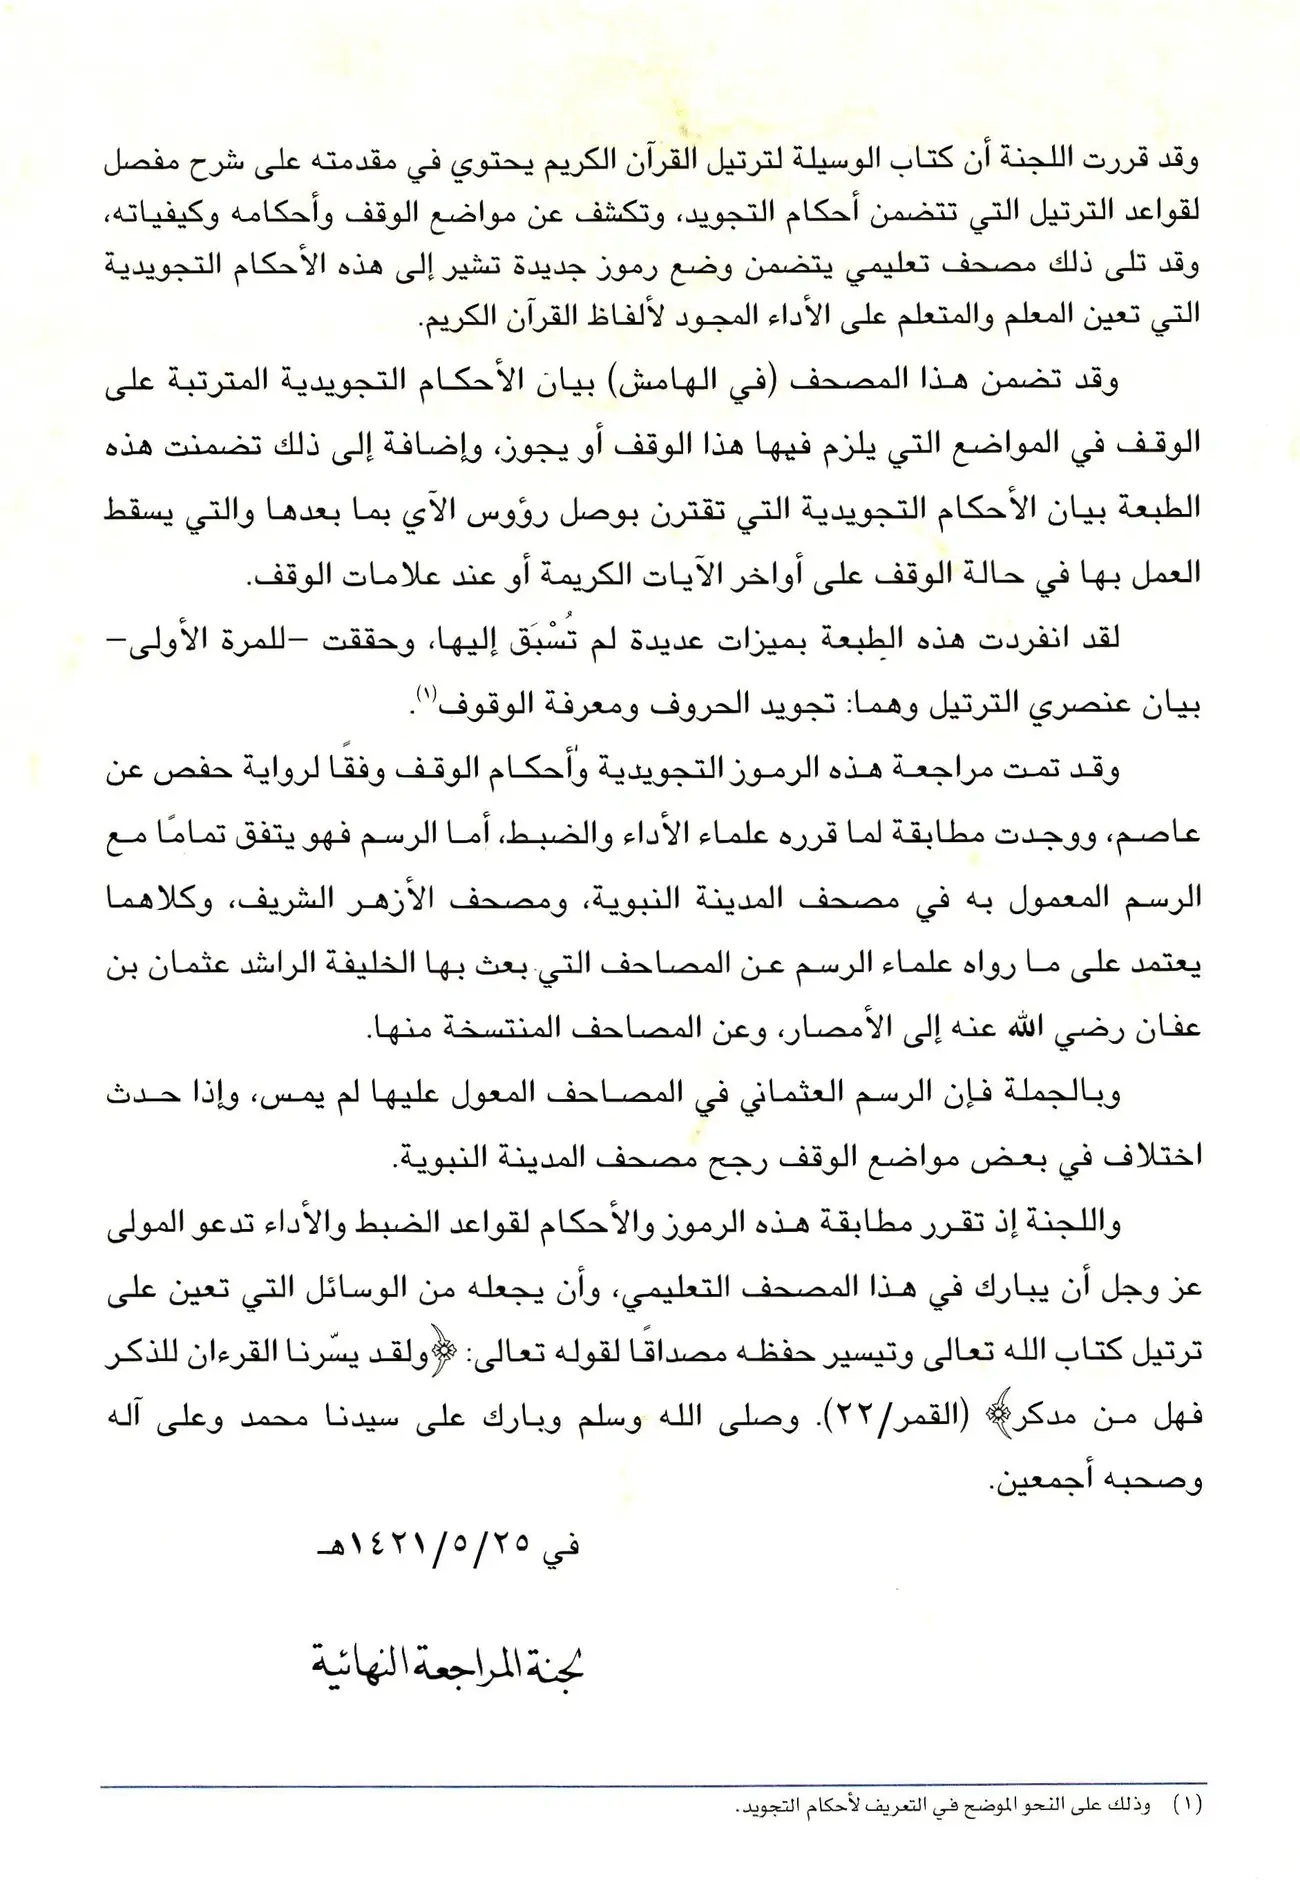 وقد قررت اللجنة أن كتاب الوسيلة لترتيل القرآن الكريم يحتوي في مقدمته على شرح مفصل
لقواعد الترتيل التي تتضمن أحكام التجويد، وتكشف عن مواضع الوقف وأحكامه وكيفياته،
وقد تلى ذلك مصحف تعليمي يتضمن وضع رموز جديدة تشير إلى هذه الأحكام التجويدية
التي تعين المعلم والمتعلم على الأداء المجود لألفاظ القرآن الكريم.
وقد تضمن هذا المصحف (في الهامش) بيان الأحكام التجويدية المترتبة على
الوقف في المواضع التي يلزم فيها هذا الوقف أو يجوز، وإضافة إلى ذلك تضمنت هذه
الطبعة بيان الأحكام التجويدية التي تقترن بوصل رؤوس الآي بما بعدها والتي يسقط
العمل بها في حالة الوقف على أواخر الآيات الكريمة أو عند علامات الوقف.
لقد انفردت هذه الطبعة بميزات عديدة لم تُسْبَق إليها، وحققت –للمرة الأولى–
بيان عنصري الترتيل وهما: تجويد الحروف ومعرفة الوقوف(١).
وقد تمت مراجعة هذه الرموز التجويدية وأحكام الوقف وفقًا لرواية حفص عن
عاصم، ووجدت مطابقة لما قرره علماء الأداء والضبط، أما الرسم فهو يتفق تمامًا مع
الرسم المعمول به في مصحف المدينة النبوية، ومصحف الأزهر الشريف، وكلاهما
يعتمد على ما رواه علماء الرسم عن المصاحف التي بعث بها الخليفة الراشد عثمان بن
عفان رضي الله عنه إلى الأمصار، وعن المصاحف المنتسخة منها.
وبالجملة فإن الرسم العثماني في المصاحف المعول عليها لم يمس، وإذا حدث
اختلاف في بعض مواضع الوقف رجح مصحف المدينة النبوية.
واللجنة إذ تقرر مطابقة هذه الرموز والأحكام لقواعد الضبط والأداء تدعو المولى
عز وجل أن يبارك في هذا المصحف التعليمي، وأن يجعله من الوسائل التي تعين على
ترتيل كتاب الله تعالى وتيسير حفظه مصداقًا لقوله تعالى: ﴿ولقد يسّرنا القرءان للذكر
فهل من مدكر﴾ (القمر/٢٢). وصلى الله وسلم وبارك على سيدنا محمد وعلى آله
وصحبه أجمعين.
في ١٤٢١/٥/٢٥هـ
لجنة المراجعة النهائية
(١) وذلك على النحو الموضح في التعريف لأحكام التجويد.